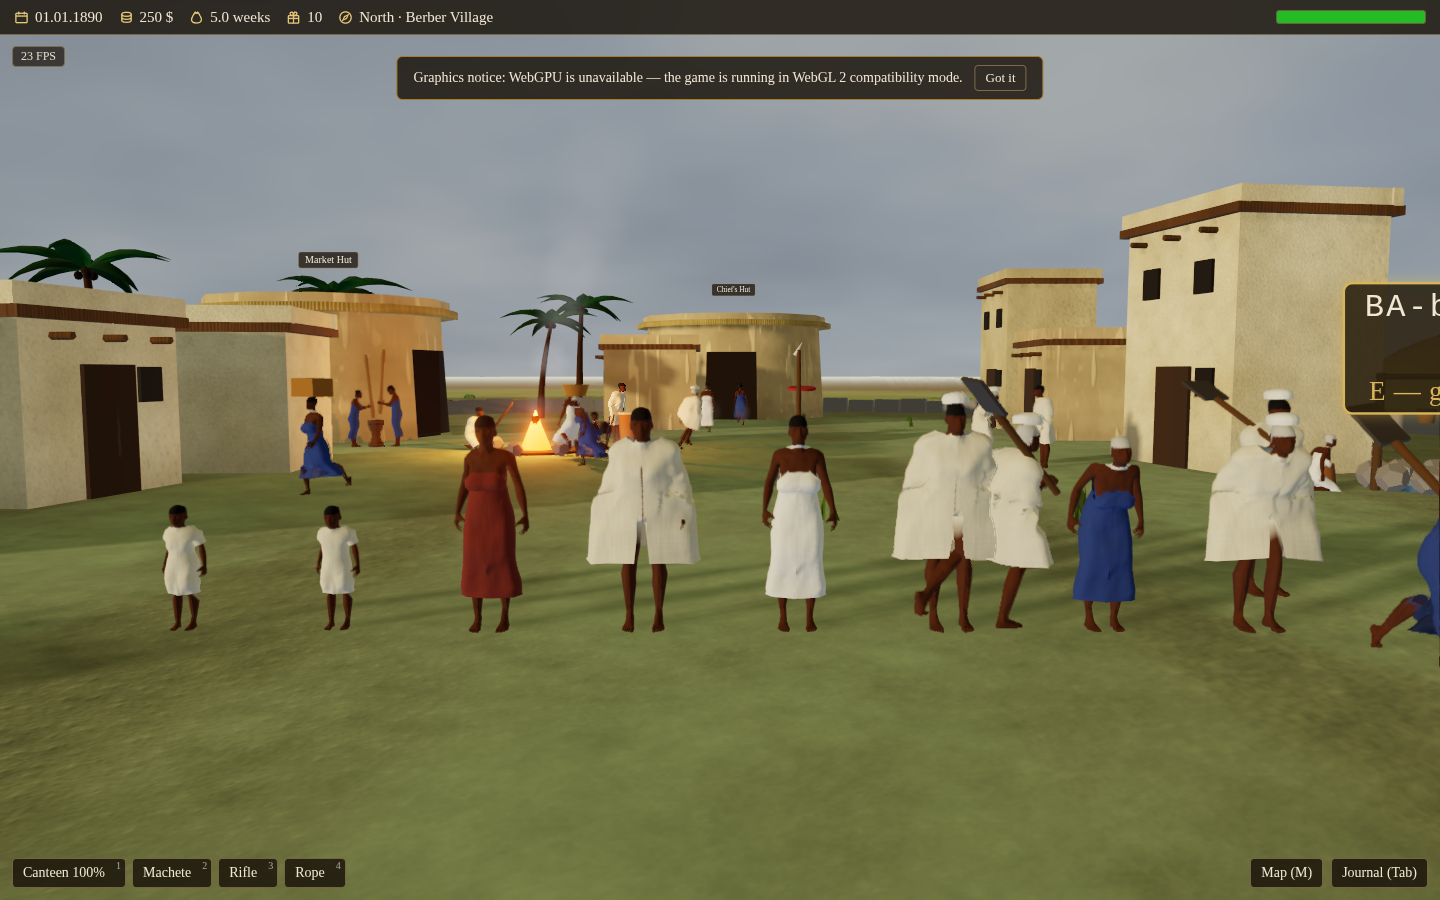 01.01.1890 250 $ 5.0 weeks 10 North · Berber Village
23 FPS
Graphics notice: WebGPU is unavailable — the game is running in WebGL 2 compatibility mode. Got it
Market Hut
Chief's Hut
BA-
E —
Canteen 100% 1 Machete 2 Rifle 3 Rope 4
Map (M) Journal (Tab)